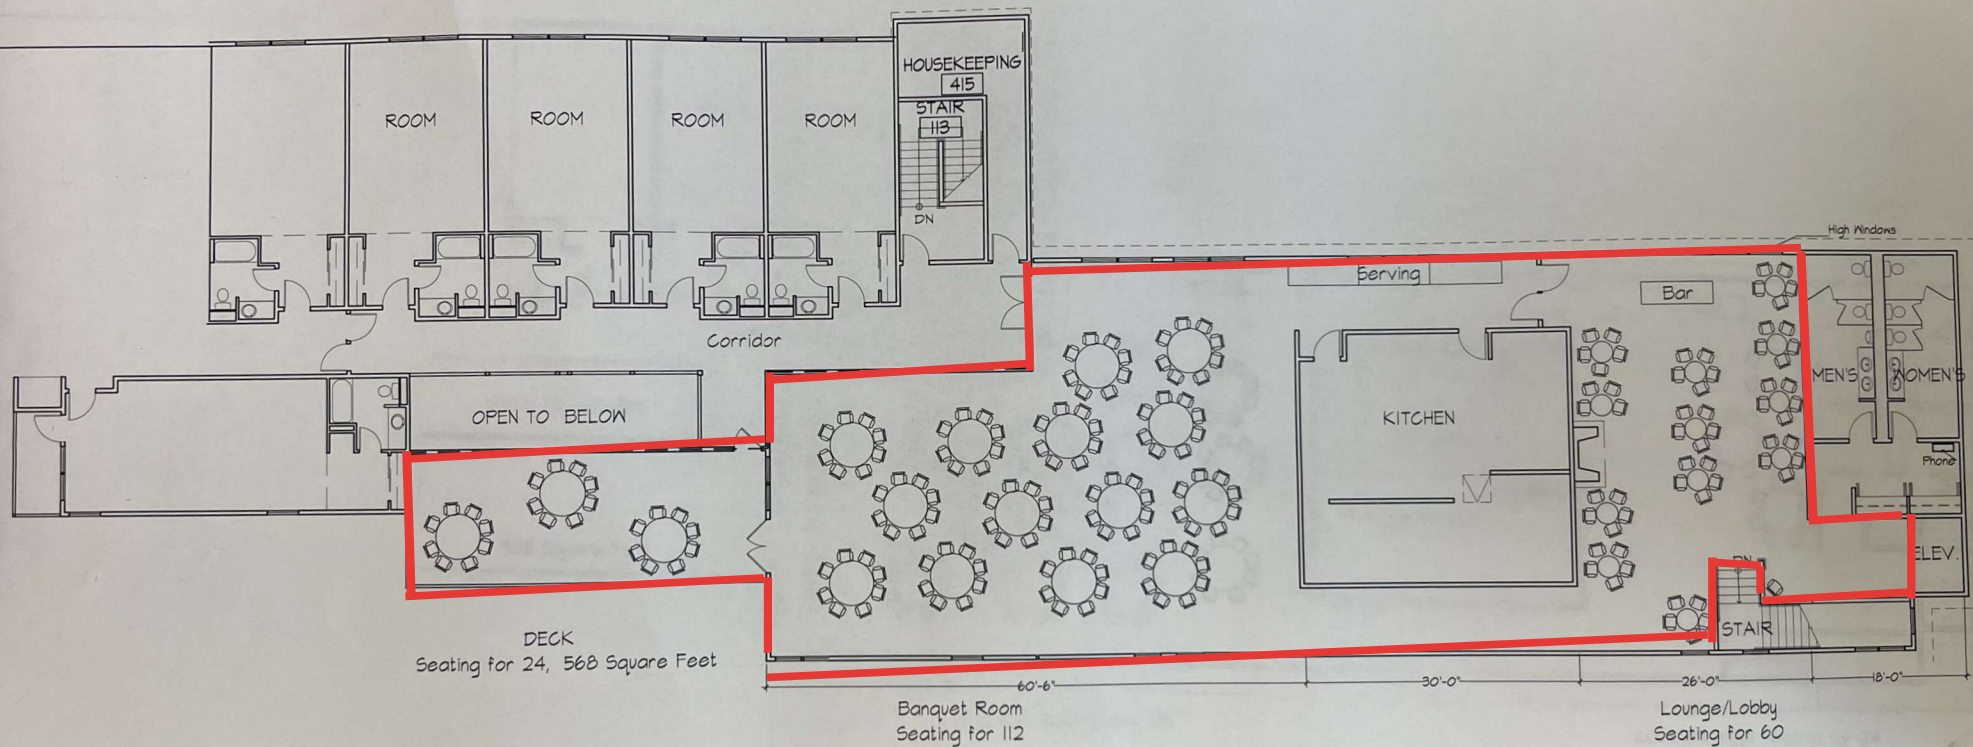 HOUSEKEEPING
415
STAIR
113
DN
ROOM
ROOM
ROOM
ROOM
High Windows
Serving
Bar
Corridor
MEN'S
WOMEN'S
OPEN TO BELOW
KITCHEN
Phone
DN
ELEV.
STAIR
DECK
Seating for 24, 568 Square Feet
60'-6"
30'-0"
26'-0"
18'-0"
Banquet Room
Seating for 112
Lounge/Lobby
Seating for 60